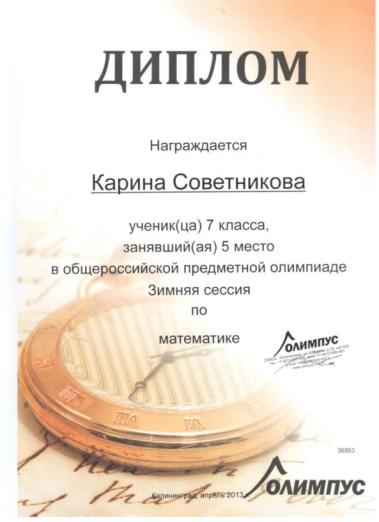 ДИПЛОМ
Награждается
Карина Советникова
ученик(ца) 7 класса,
занявший(ая) 5 место
в общероссийской предметной олимпиаде
Зимняя сессия
по
математике
ОЛИМПУС
36563
Калининград, апрель 2013 г.
ОЛИМПУС